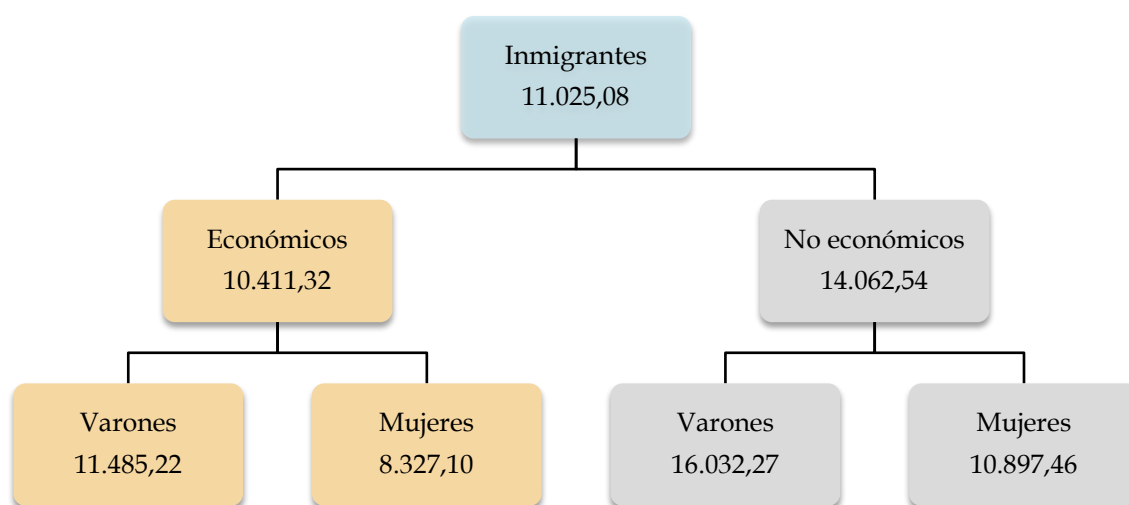 Inmigrantes
11.025,08
Económicos
10.411,32
No económicos
14.062,54
Varones
11.485,22
Mujeres
8.327,10
Varones
16.032,27
Mujeres
10.897,46